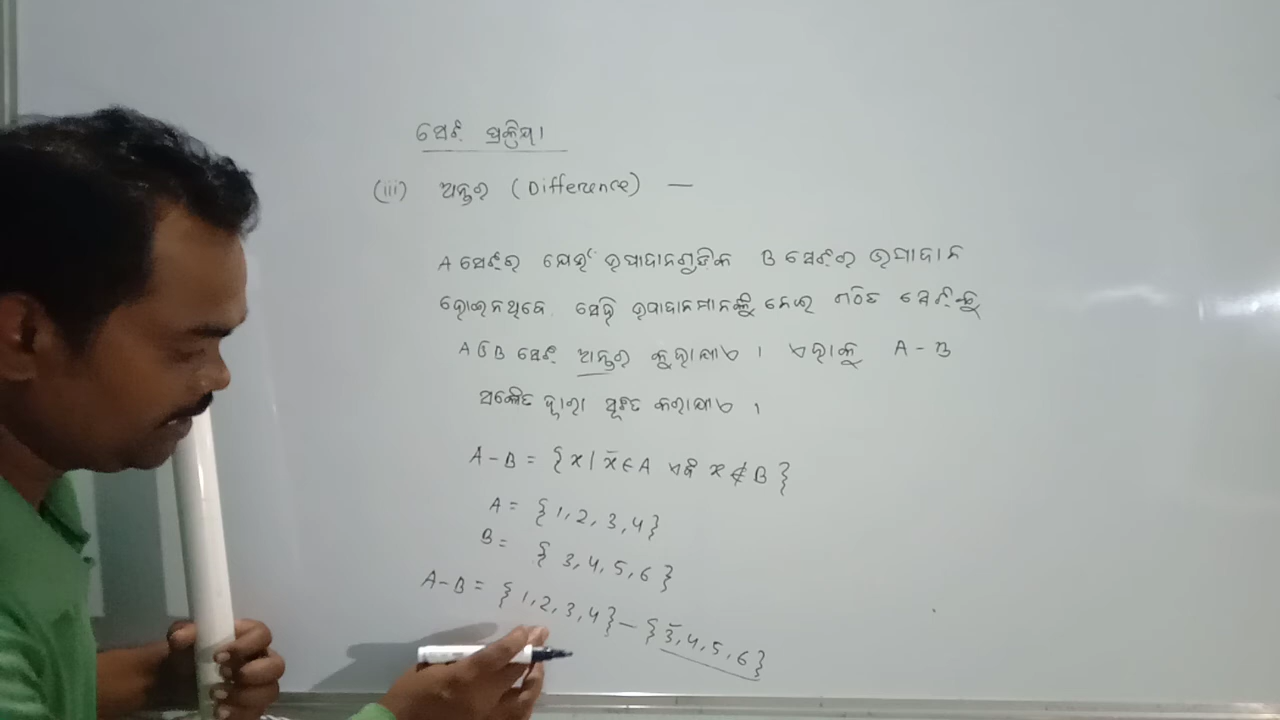 ସେଟ୍ ପ୍ରକ୍ରିୟା
(iii) ଅନ୍ତର (Difference) —
A ସେଟ୍‌ର ଯେଉଁ ଉପାଦାନଗୁଡ଼ିକ B ସେଟ୍‌ର ଉପାଦାନ
ହୋଇନଥିବେ, ସେହି ଉପାଦାନମାନଙ୍କୁ ନେଇ ଗଠିତ ସେଟ୍‌କୁ
A ଓ B ସେଟ୍ ଅନ୍ତର କୁହାଯାଏ । ଏହାକୁ A - B
ସଙ୍କେତ ଦ୍ୱାରା ସୂଚିତ କରାଯାଏ ।
A-B = {x | x ∈ A ଏବଂ x ∉ B}
A = {1, 2, 3, 4}
B = {3, 4, 5, 6}
A-B = {1, 2, 3, 4} — {3, 4, 5, 6}